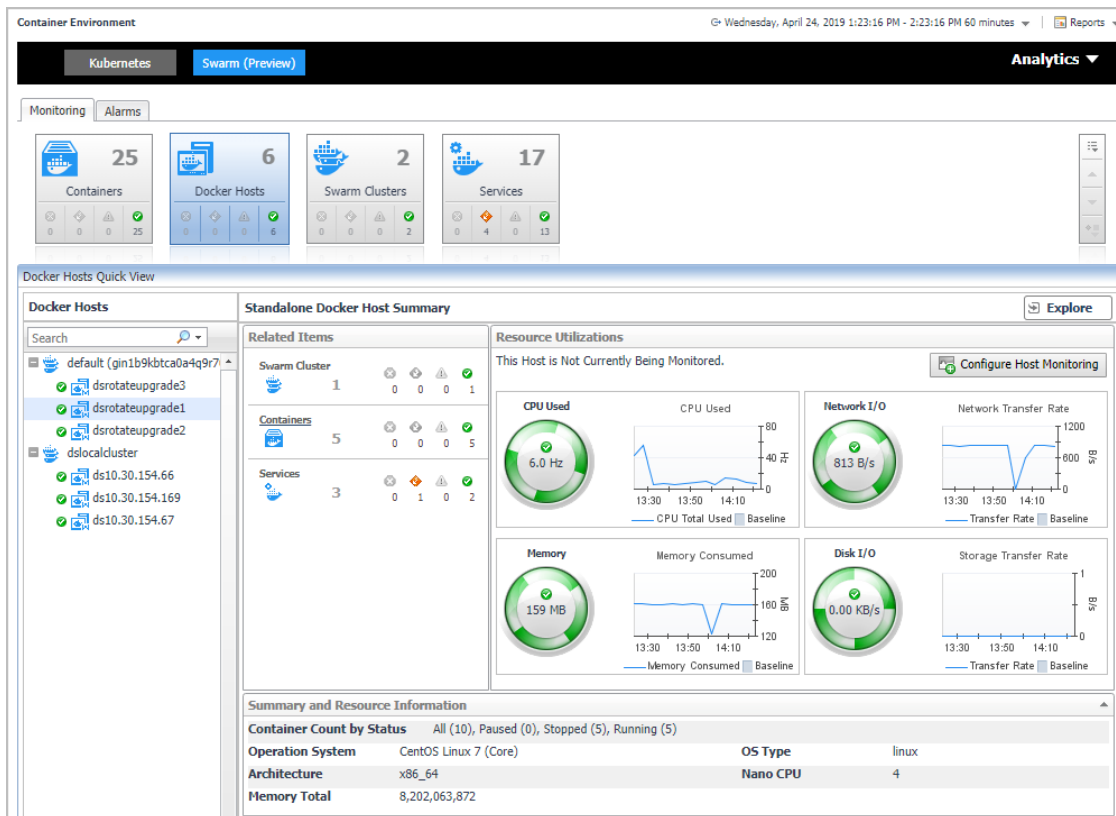 Container Environment
Wednesday, April 24, 2019 1:23:16 PM - 2:23:16 PM 60 minutes Reports
Kubernetes Swarm (Preview) Analytics
Monitoring Alarms
25 6 2 17
Containers Docker Hosts Swarm Clusters Services
0 0 0 25 0 0 0 6 0 0 0 2 0 4 0 13
Docker Hosts Quick View
Docker Hosts
Search
default (gin1b9kbtca0a4q9r7
dsrotateupgrade3
dsrotateupgrade1
dsrotateupgrade2
dslocalcluster
ds10.30.154.66
ds10.30.154.169
ds10.30.154.67
Standalone Docker Host Summary Explore
Related Items
Swarm Cluster
1 0 0 0 1
Containers
5 0 0 0 5
Services
3 0 1 0 2
Resource Utilizations
This Host is Not Currently Being Monitored. Configure Host Monitoring
CPU Used
6.0 Hz
CPU Used
80
40 Hz
0
13:30 13:50 14:10
CPU Total Used Baseline
Network I/O
813 B/s
Network Transfer Rate
1200
600 B/s
0
13:30 13:50 14:10
Transfer Rate Baseline
Memory
159 MB
Memory Consumed
200
160 MB
120
13:30 13:50 14:10
Memory Consumed Baseline
Disk I/O
0.00 KB/s
Storage Transfer Rate
1
B/s
0
13:30 13:50 14:10
Transfer Rate Baseline
Summary and Resource Information
Container Count by Status All (10), Paused (0), Stopped (5), Running (5)
Operation System CentOS Linux 7 (Core) OS Type linux
Architecture x86_64 Nano CPU 4
Memory Total 8,202,063,872